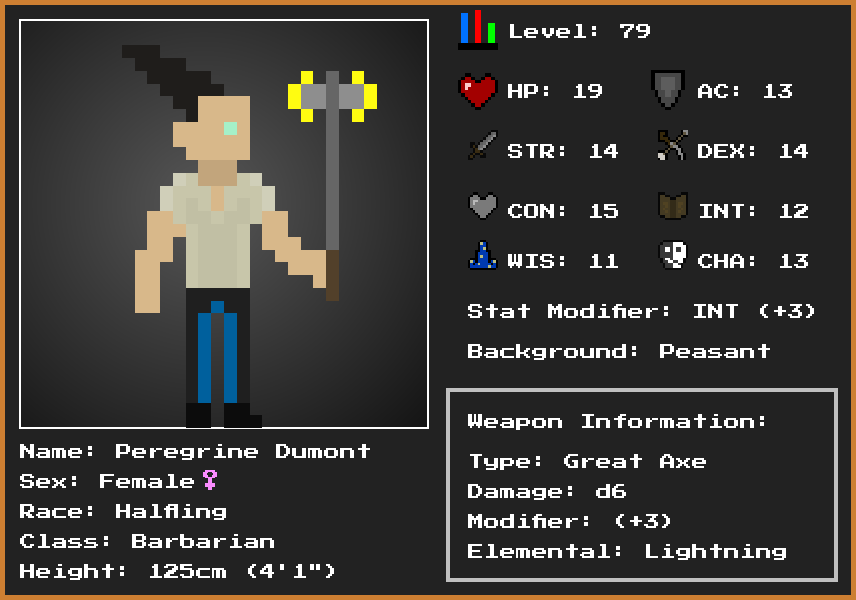 Level: 79
HP: 19
AC: 13
STR: 14
DEX: 14
CON: 15
INT: 12
WIS: 11
CHA: 13
Stat Modifier: INT (+3)
Background: Peasant
Weapon Information:
Type: Great Axe
Damage: d6
Modifier: (+3)
Elemental: Lightning
Name: Peregrine Dumont
Sex: Female♀
Race: Halfling
Class: Barbarian
Height: 125cm (4'1")